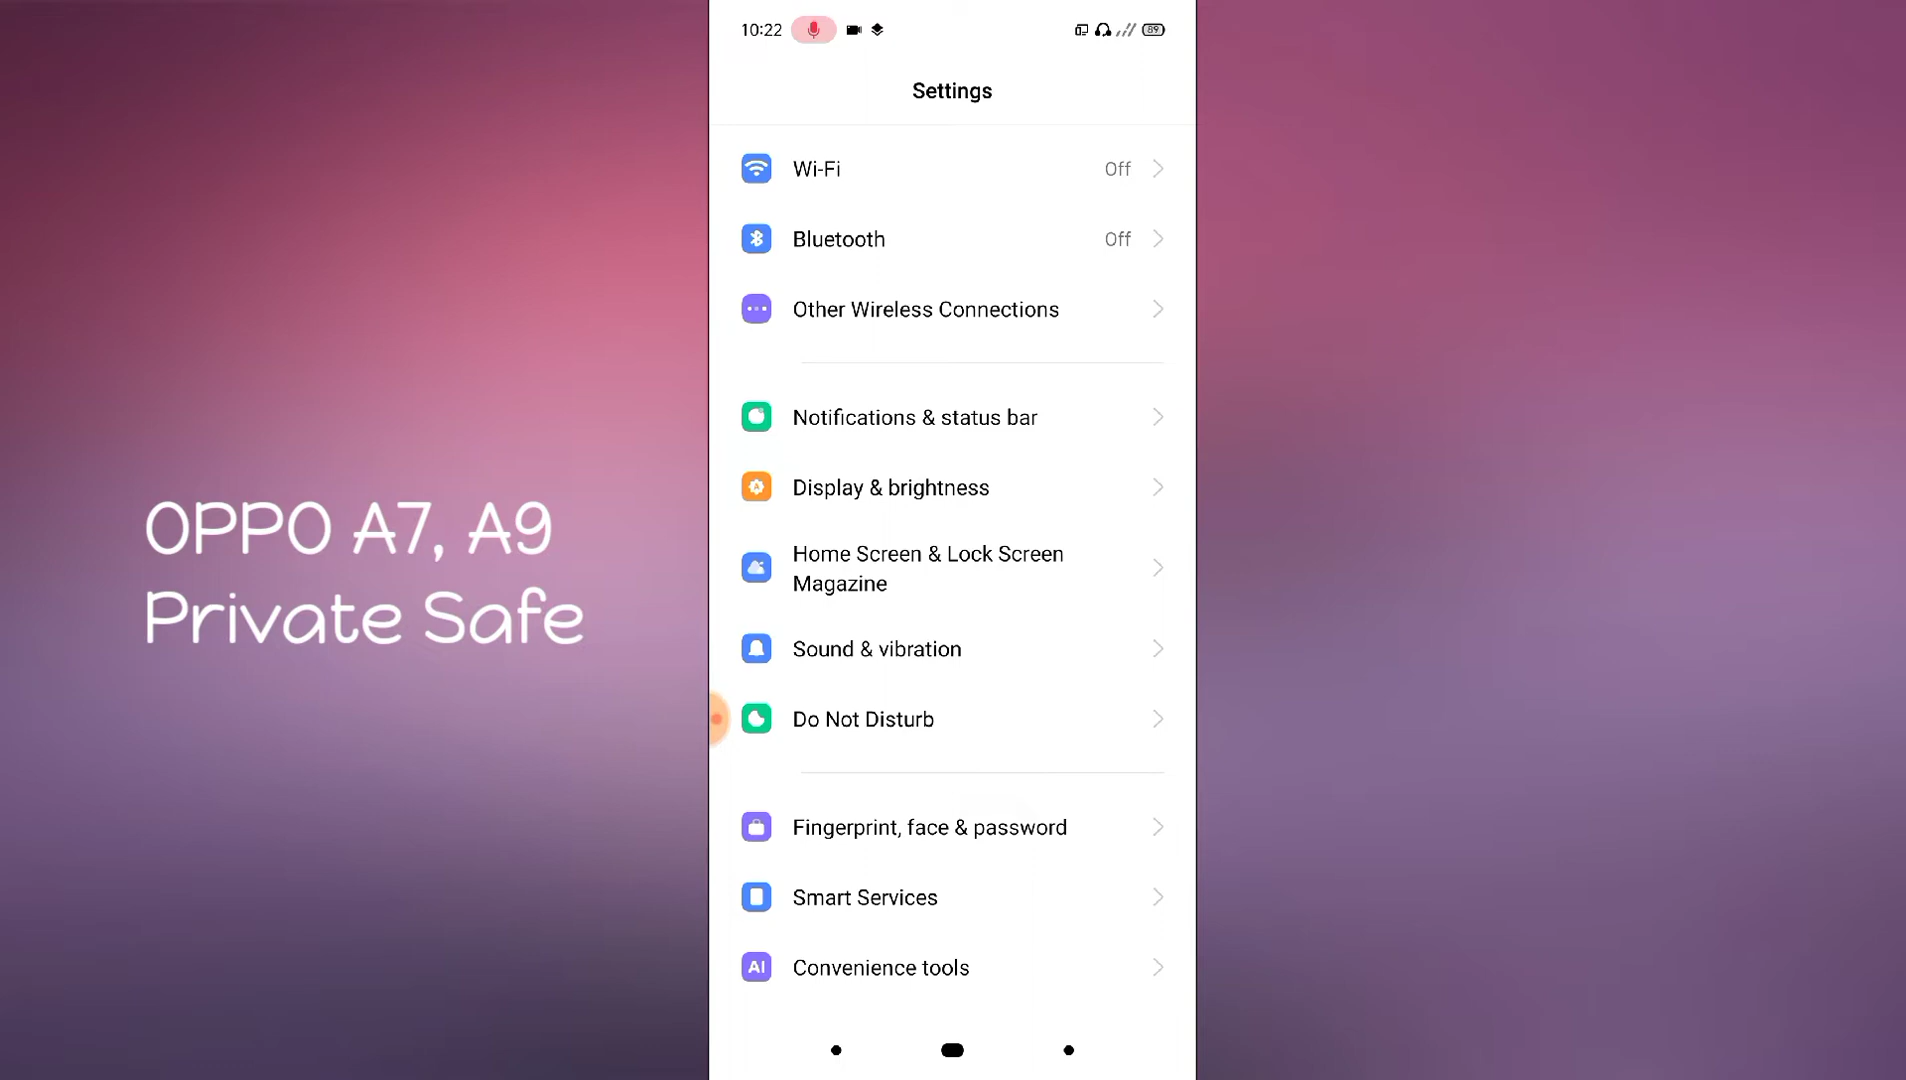 10:22
89
Settings
Wi-Fi Off
Bluetooth Off
Other Wireless Connections
Notifications & status bar
Display & brightness
Home Screen & Lock Screen
Magazine
Sound & vibration
Do Not Disturb
Fingerprint, face & password
Smart Services
AI Convenience tools
OPPO A7, A9
Private Safe